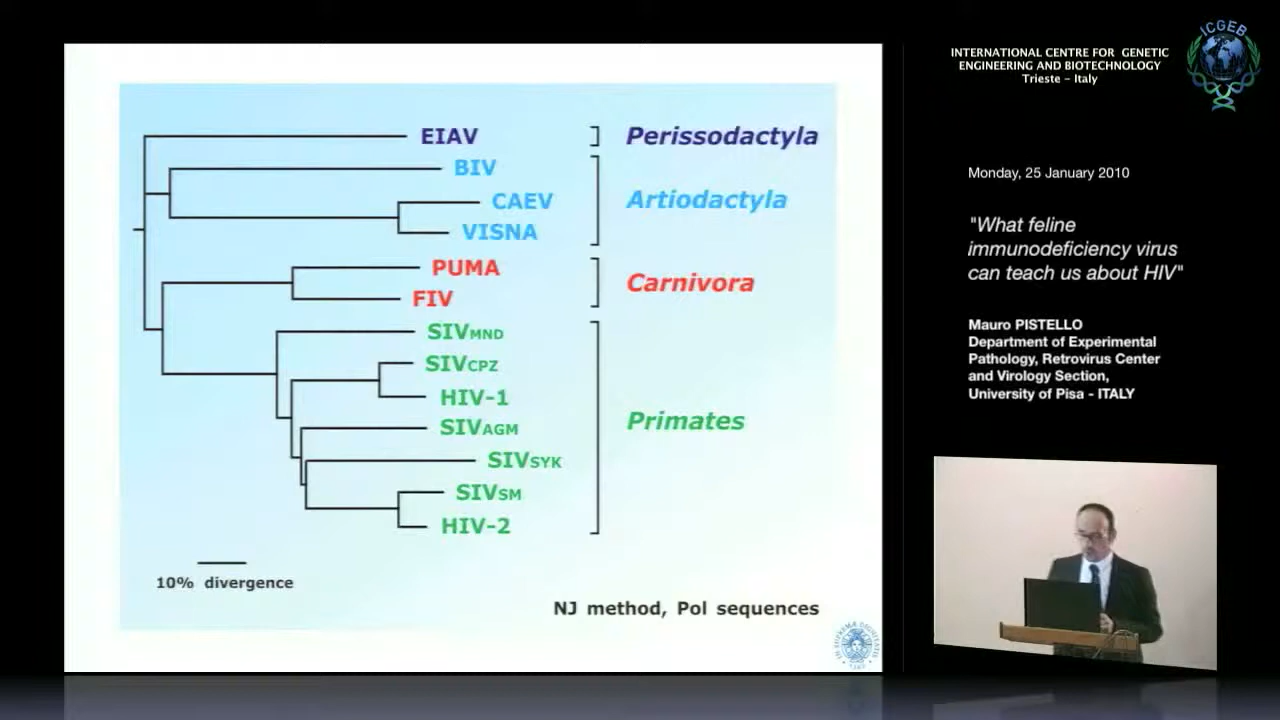 EIAV
Perissodactyla
BIV
CAEV
Artiodactyla
VISNA
PUMA
Carnivora
FIV
SIVMND
SIVCPZ
HIV-1
Primates
SIVAGM
SIVSYK
SIVSM
HIV-2
10% divergence
NJ method, Pol sequences
INTERNATIONAL CENTRE FOR GENETIC
ENGINEERING AND BIOTECHNOLOGY
Trieste - Italy
ICGEB
Monday, 25 January 2010
"What feline
immunodeficiency virus
can teach us about HIV"
Mauro PISTELLO
Department of Experimental
Pathology, Retrovirus Center
and Virology Section,
University of Pisa - ITALY